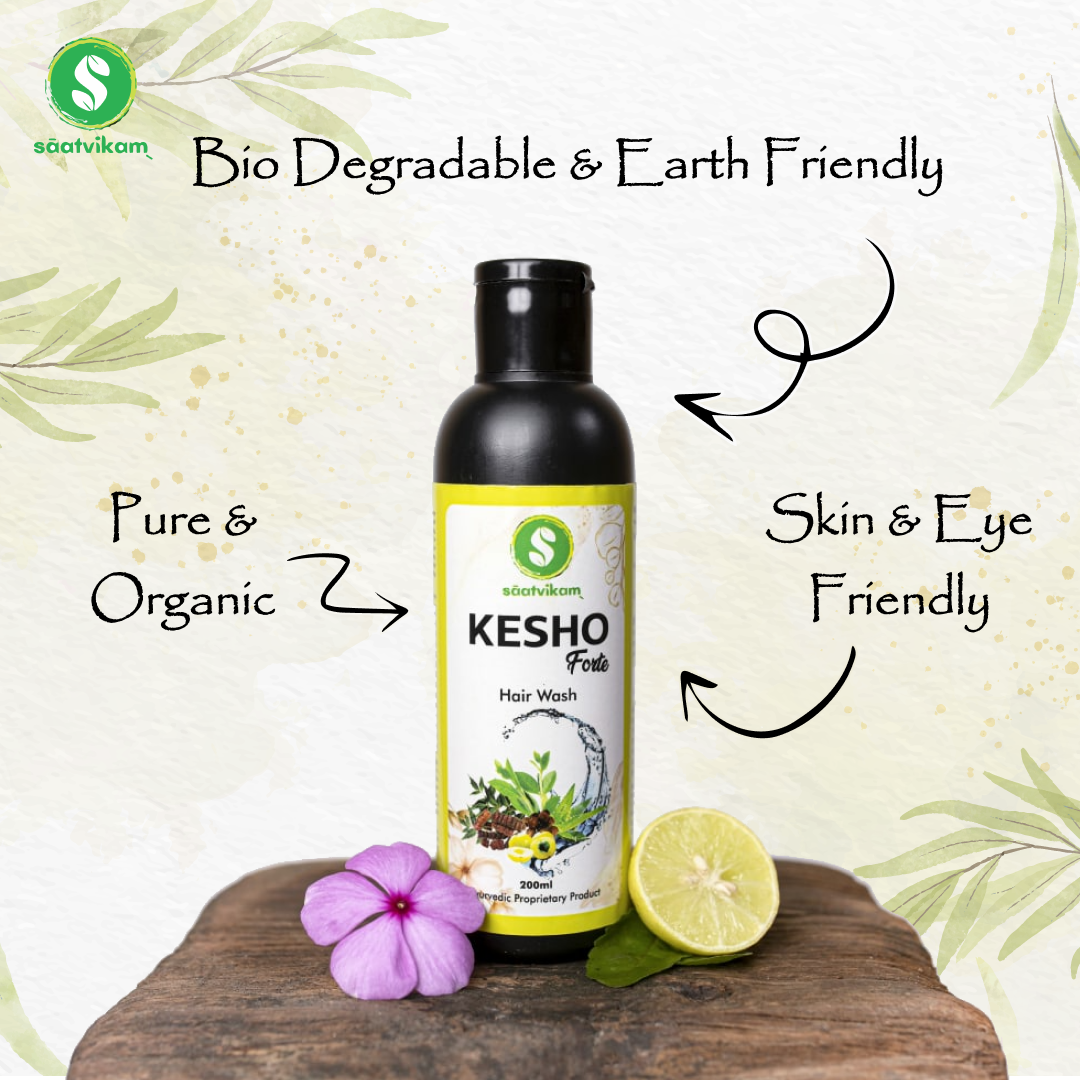 sāatvikam
Bio Degradable & Earth Friendly
Pure &
Organic
Skin & Eye
Friendly
sāatvikam
KESHO
Forte
Hair Wash
200ml
Proprietary Product